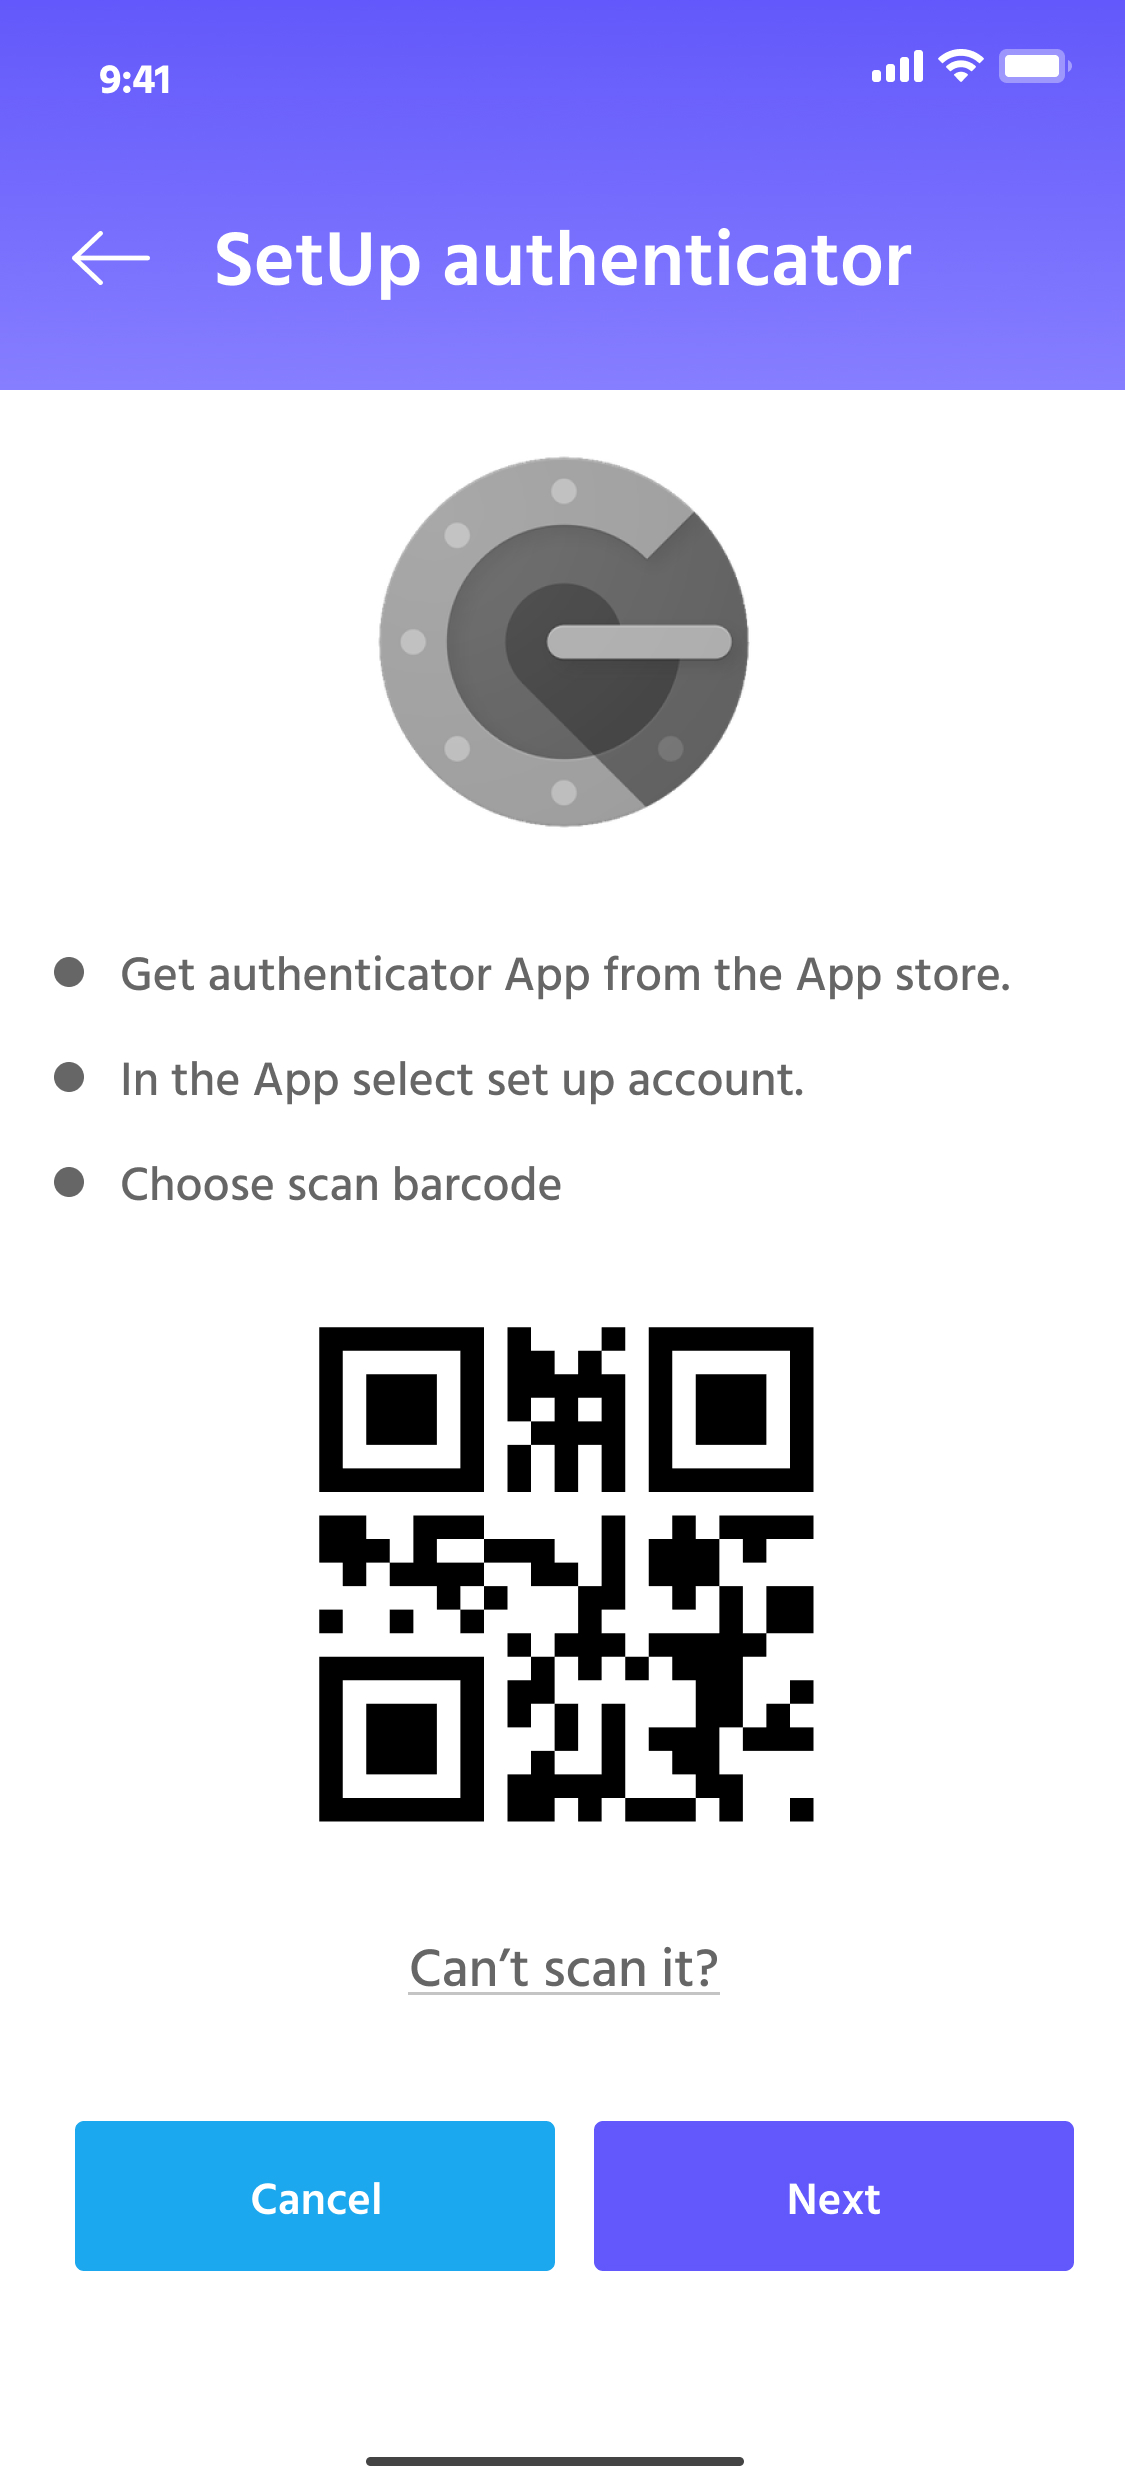 9:41
SetUp authenticator
Get authenticator App from the App store.
In the App select set up account.
Choose scan barcode
Can’t scan it?
Cancel
Next